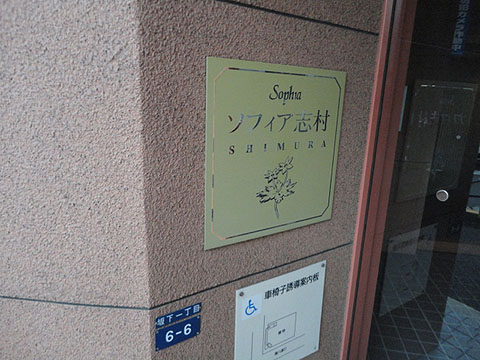 Sophia
ソフィア志村
SHIMURA
車椅子誘導案内板
坂下一丁目
6-6